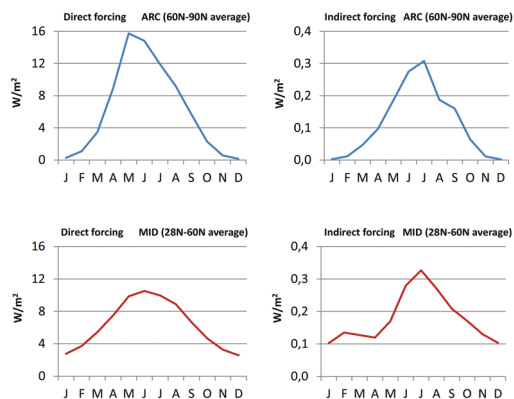 Direct forcing ARC (60N-90N average)
16
12
8
4
0
W/m²
J F M A M J J A S O N D
Indirect forcing ARC (60N-90N average)
0,4
0,3
0,2
0,1
0,0
W/m²
J F M A M J J A S O N D
Direct forcing MID (28N-60N average)
16
12
8
4
0
W/m²
J F M A M J J A S O N D
Indirect forcing MID (28N-60N average)
0,4
0,3
0,2
0,1
0,0
W/m²
J F M A M J J A S O N D